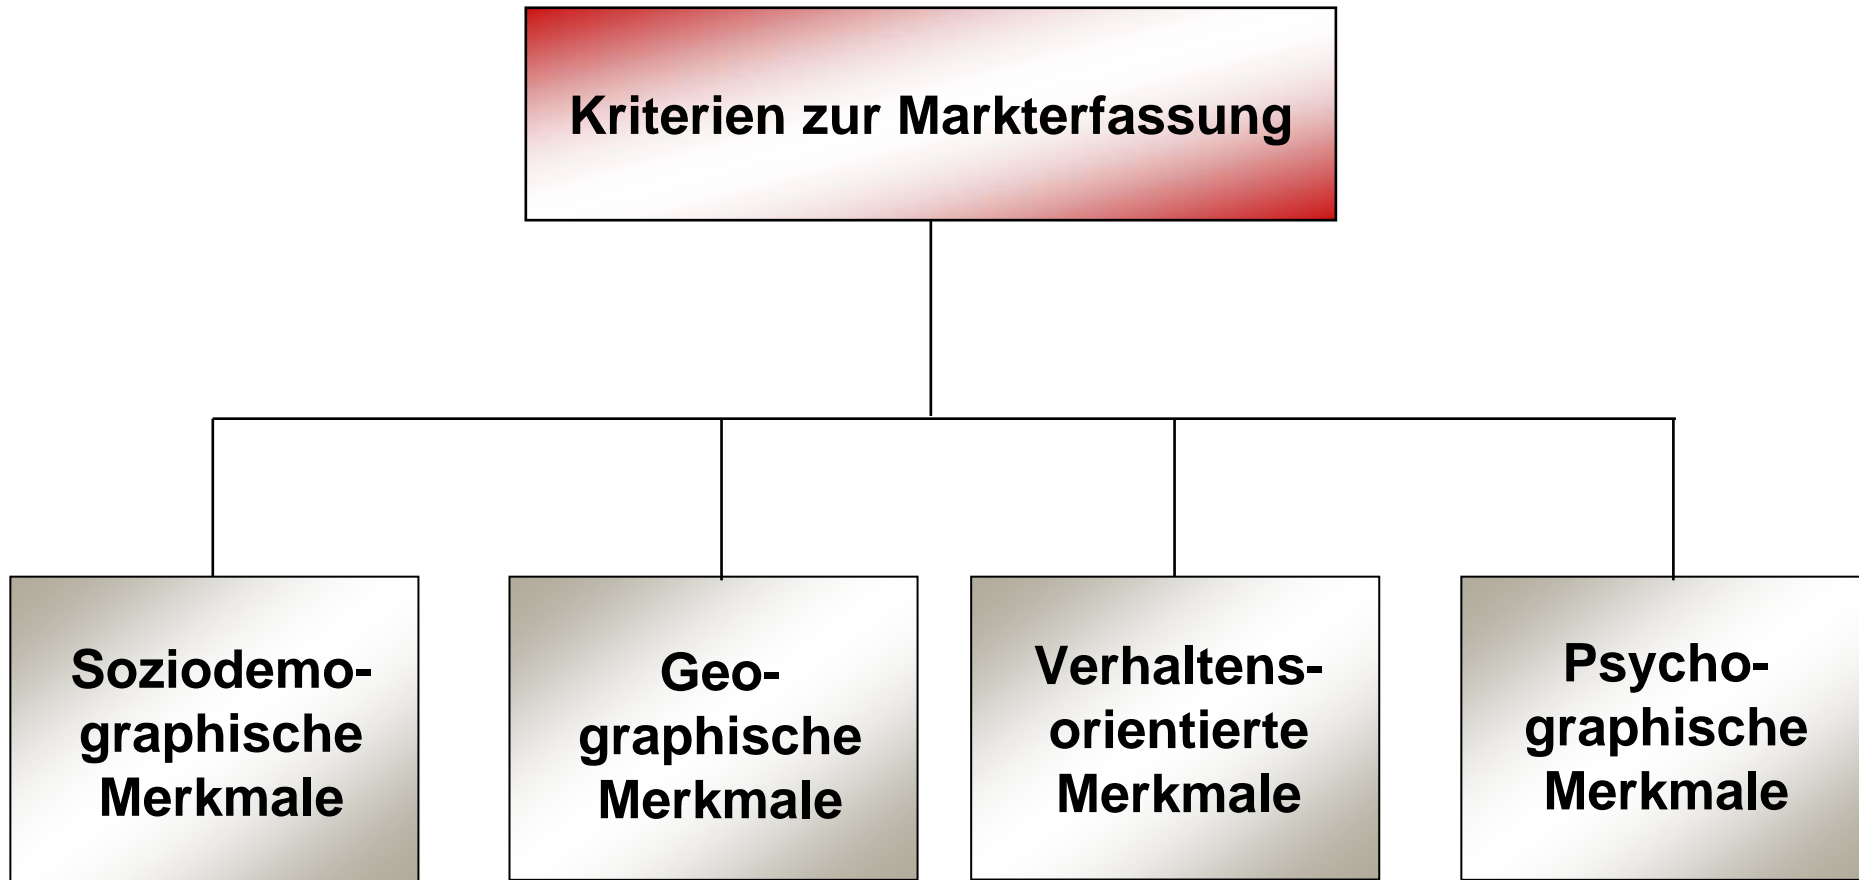 Kriterien zur Markterfassung
Soziodemo-
graphische
Merkmale
Geo-
graphische
Merkmale
Verhaltens-
orientierte
Merkmale
Psycho-
graphische
Merkmale